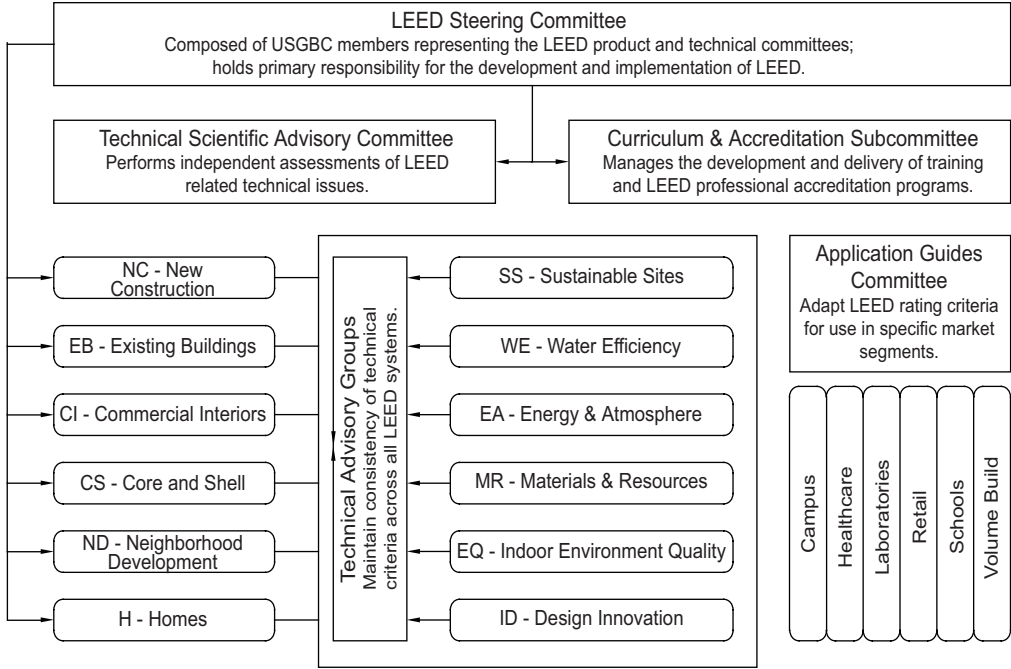 LEED Steering Committee
Composed of USGBC members representing the LEED product and technical committees;
holds primary responsibility for the development and implementation of LEED.
Technical Scientific Advisory Committee
Performs independent assessments of LEED
related technical issues.
Curriculum & Accreditation Subcommittee
Manages the development and delivery of training
and LEED professional accreditation programs.
NC - New
Construction
EB - Existing Buildings
CI - Commercial Interiors
CS - Core and Shell
ND - Neighborhood
Development
H - Homes
Technical Advisory Groups
Maintain consistency of technical
criteria across all LEED systems.
SS - Sustainable Sites
WE - Water Efficiency
EA - Energy & Atmosphere
MR - Materials & Resources
EQ - Indoor Environment Quality
ID - Design Innovation
Application Guides
Committee
Adapt LEED rating criteria
for use in specific market
segments.
Campus
Healthcare
Laboratories
Retail
Schools
Volume Build